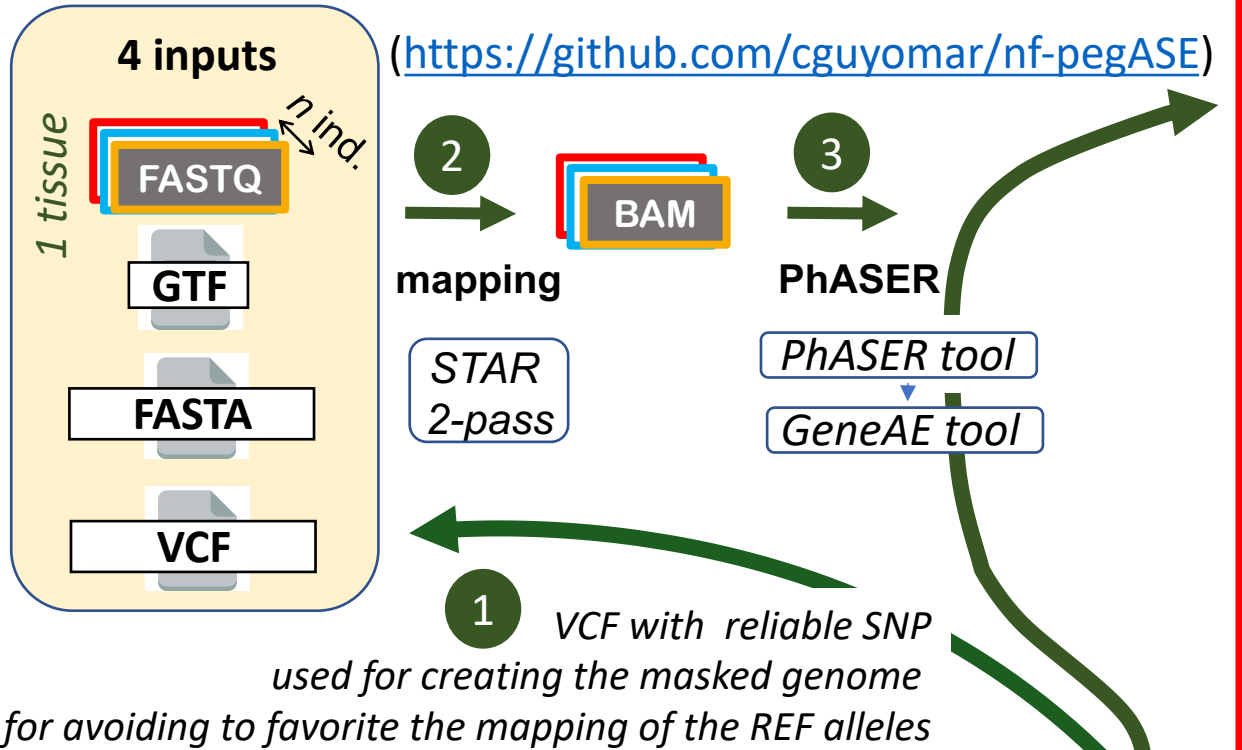 4 inputs
(https://github.com/cguyomar/nf-pegASE)
1 tissue
n ind.
FASTQ
GTF
FASTA
VCF
2
mapping
STAR
2-pass
BAM
3
PhASER
PhASER tool
GeneAE tool
1
VCF with reliable SNP
used for creating the masked genome
for avoiding to favorite the mapping of the REF alleles